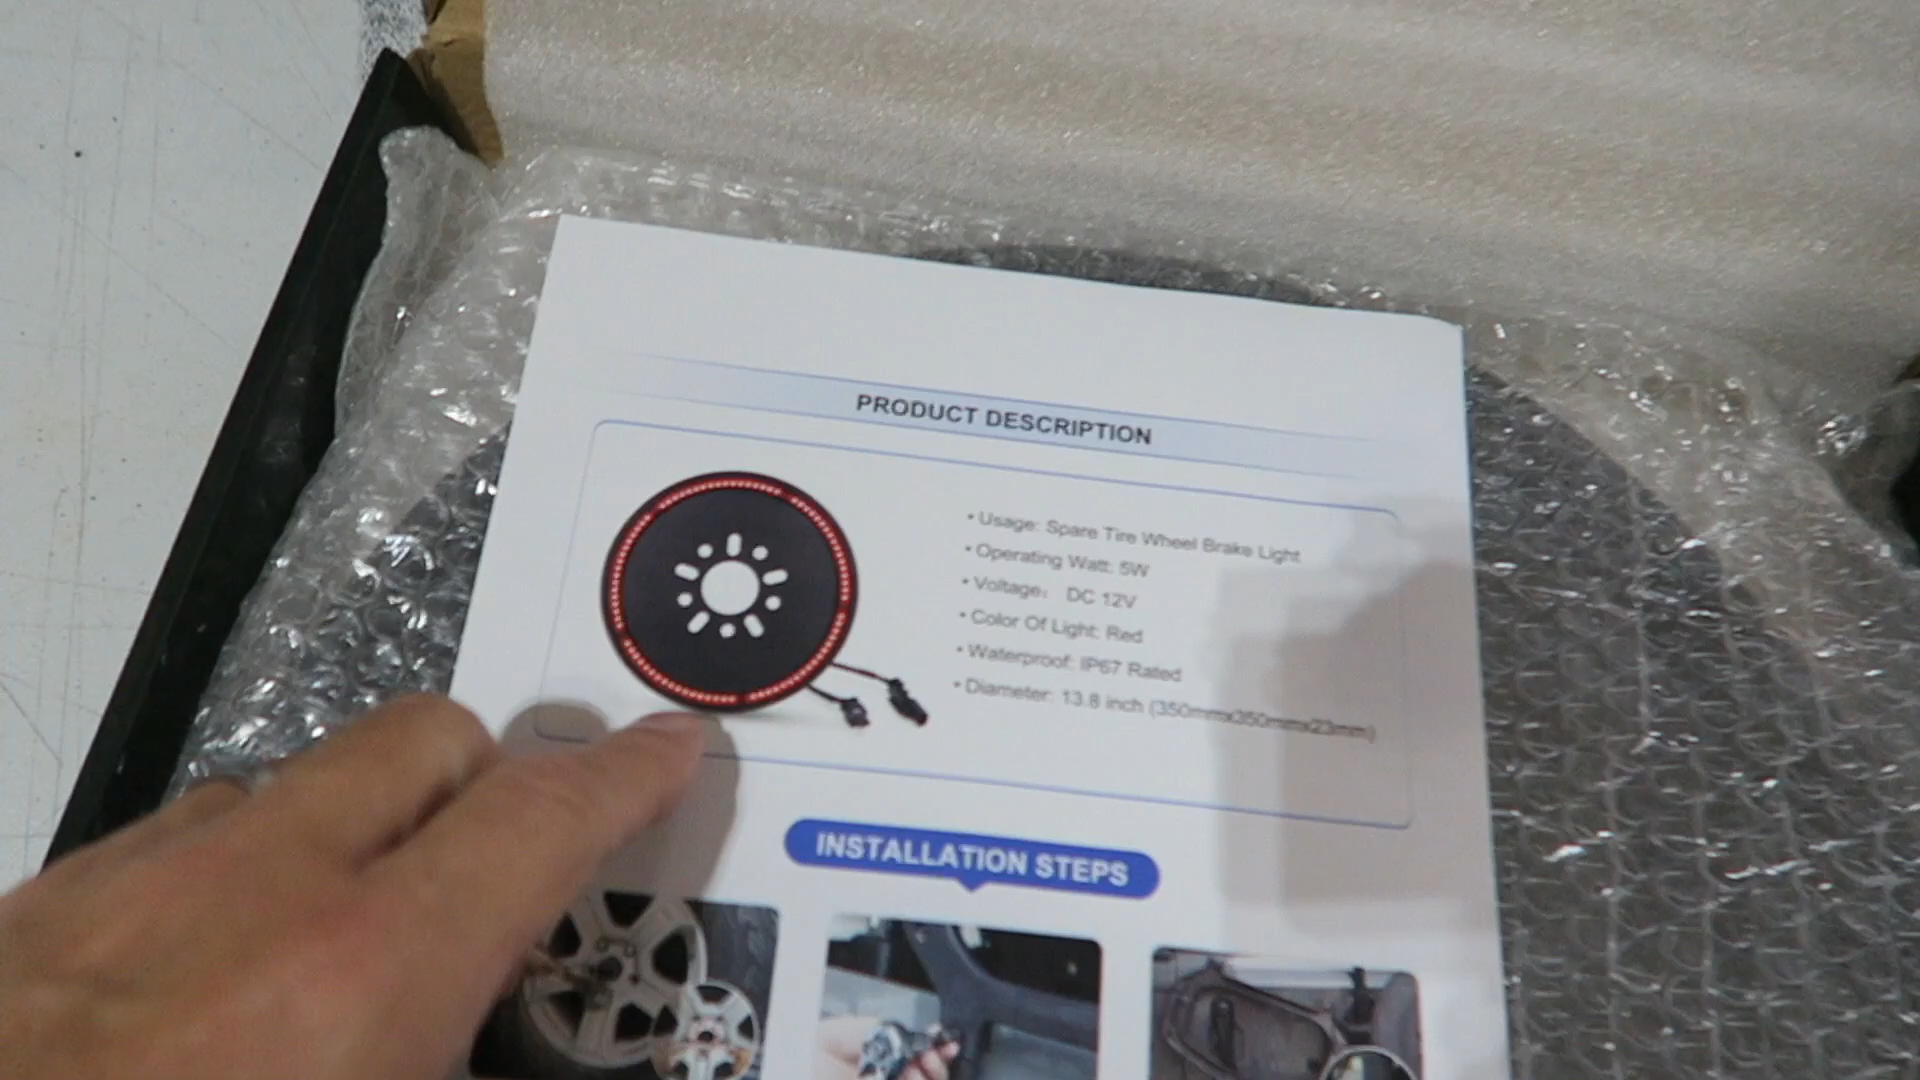 PRODUCT DESCRIPTION
• Usage: Spare Tire Wheel Brake Light
• Operating Watt: 5W
• Voltage: DC 12V
• Color Of Light: Red
• Waterproof: IP67 Rated
• Diameter: 13.8 inch (350mmx350mmx23mm)
INSTALLATION STEPS